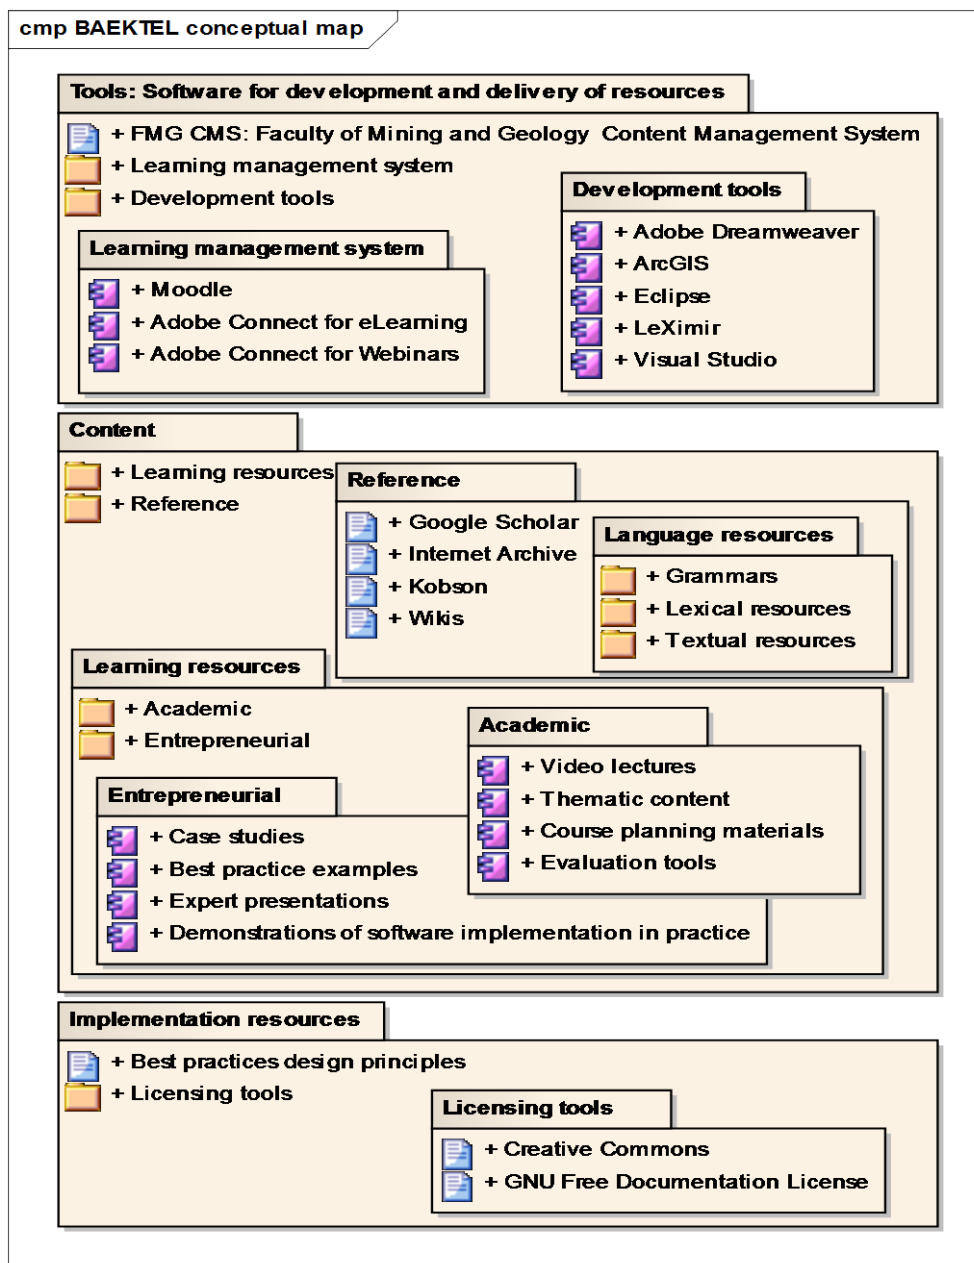 cmp BAEKTEL conceptual map
Tools: Software for development and delivery of resources
+ FMG CMS: Faculty of Mining and Geology Content Management System
+ Learning management system
+ Development tools
Learning management system
+ Moodle
+ Adobe Connect for eLearning
+ Adobe Connect for Webinars
Development tools
+ Adobe Dreamweaver
+ ArcGIS
+ Eclipse
+ LeXimir
+ Visual Studio
Content
+ Learning resources
+ Reference
Reference
+ Google Scholar
+ Internet Archive
+ Kobson
+ Wikis
Language resources
+ Grammars
+ Lexical resources
+ Textual resources
Learning resources
+ Academic
+ Entrepreneurial
Academic
+ Video lectures
+ Thematic content
+ Course planning materials
+ Evaluation tools
Entrepreneurial
+ Case studies
+ Best practice examples
+ Expert presentations
+ Demonstrations of software implementation in practice
Implementation resources
+ Best practices design principles
+ Licensing tools
Licensing tools
+ Creative Commons
+ GNU Free Documentation License